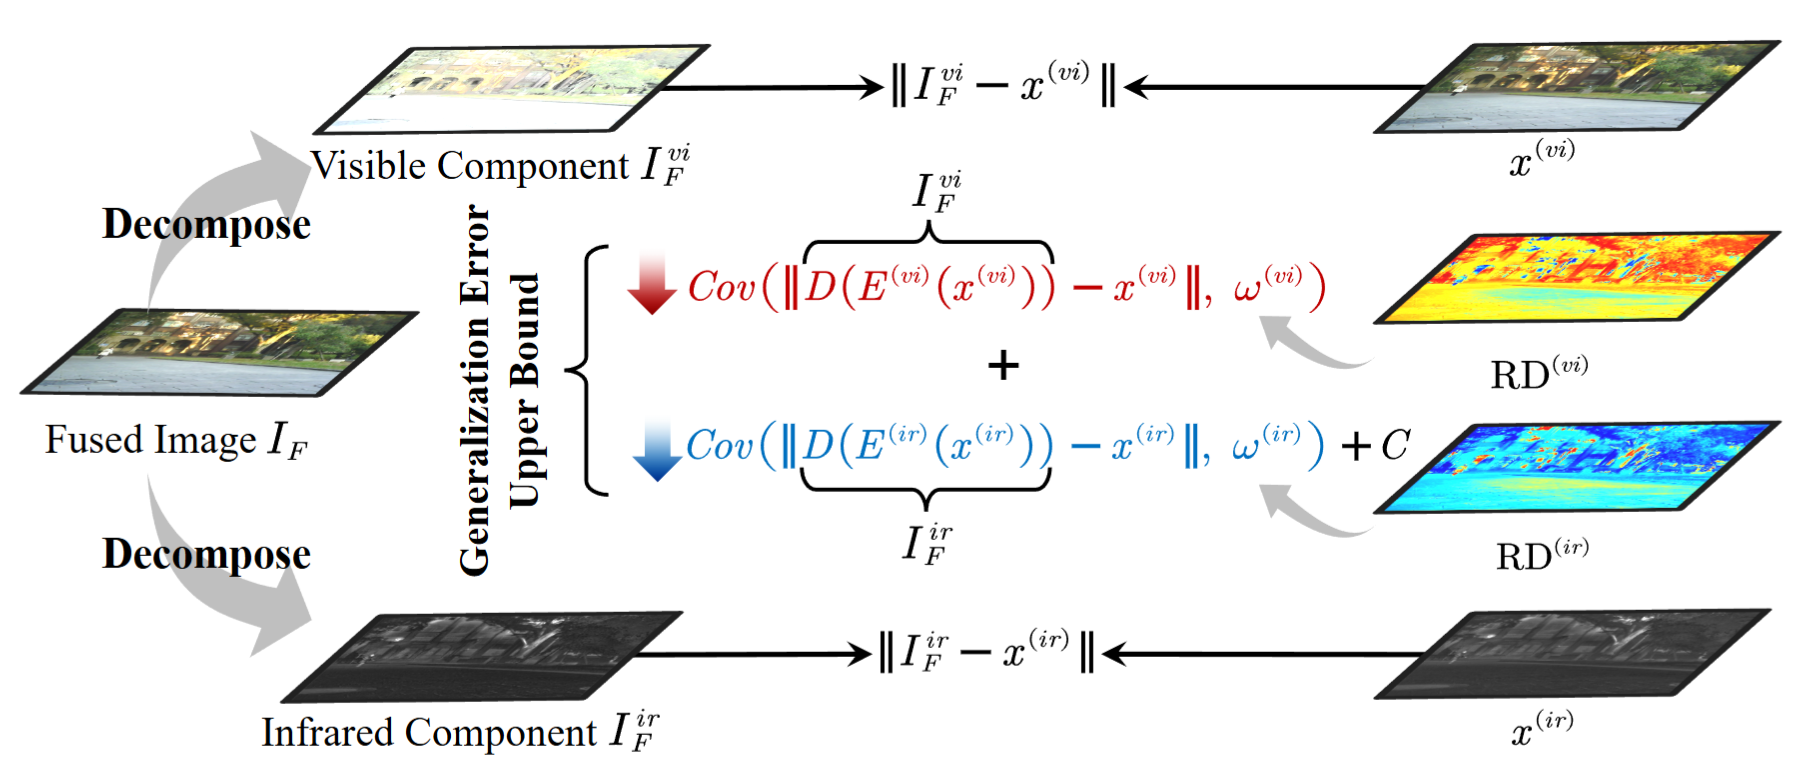 ‖I_F^{vi} − x^{(vi)}‖
Visible Component I_F^{vi}
x^{(vi)}
Decompose
I_F^{vi}
Generalization Error
Upper Bound
Cov(‖D(E^{(vi)}(x^{(vi)})) − x^{(vi)}‖, ω^{(vi)})
+
RD^{(vi)}
Fused Image I_F
Cov(‖D(E^{(ir)}(x^{(ir)})) − x^{(ir)}‖, ω^{(ir)}) + C
I_F^{ir}
RD^{(ir)}
Decompose
‖I_F^{ir} − x^{(ir)}‖
Infrared Component I_F^{ir}
x^{(ir)}